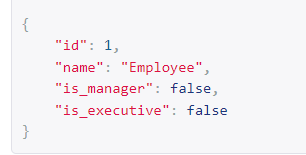 {
    "id": 1,
    "name": "Employee",
    "is_manager": false,
    "is_executive": false
}